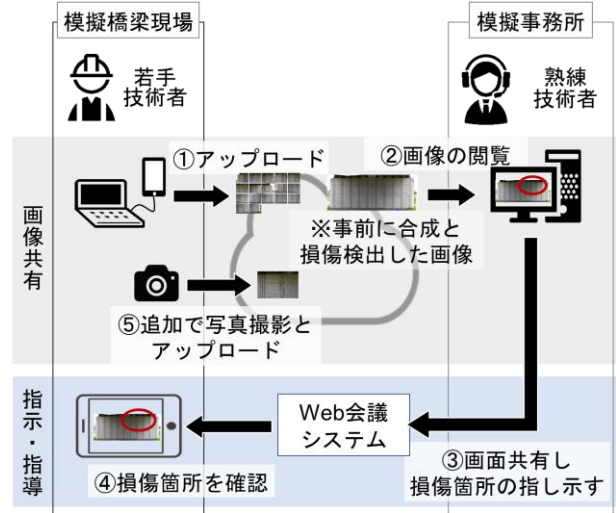 模擬橋梁現場
模擬事務所
若手
技術者
熟練
技術者
画像共有
①アップロード
②画像の閲覧
※事前に合成と
損傷検出した画像
⑤追加で写真撮影と
アップロード
指示・指導
Web会議
システム
④損傷箇所を確認
③画面共有し
損傷箇所の指し示す